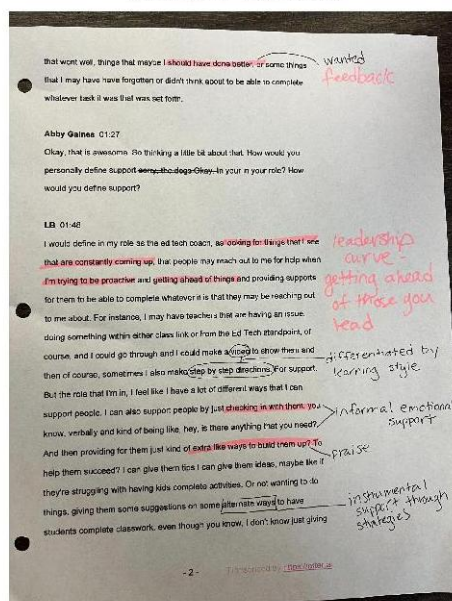 that went well, things that maybe I should have done better, or some things
wanted
feedback
that I may have have forgotten or didn't think about to be able to complete
whatever task it was that was set forth.
Abby Gaines 01:27
Okay, that is awesome. So thinking a little bit about that. How would you
personally define support sorry, the dogs Okay. In your in your role? How
would you define support?
LB 01:48
I would define in my role as the ed tech coach, as looking for things that I see
that are constantly coming up, that people may reach out to me for help when
I'm trying to be proactive and getting ahead of things and providing supports
for them to be able to complete whatever it is that they may be reaching out
to me about. For instance, I may have teachers that are having an issue
doing something within either class link or from the Ed Tech standpoint, of
course, and I could go through and I could make a video to show them and
then of course, sometimes I also make step by step directions. For support.
But the role that I'm in, I feel like I have a lot of different ways that I can
support people. I can also support people by just checking in with them, you
know, verbally and kind of being like, hey, is there anything that you need?
And then providing for them just kind of extra like ways to build them up? To
help them succeed? I can give them tips I can give them ideas, maybe like if
they're struggling with having kids complete activities. Or not wanting to do
things, giving them some suggestions on some alternate ways to have
students complete classwork, even though you know, I don't know just giving
leadership
curve -
getting ahead
of those you
lead
differentiated by
learning style
informal emotional
support
praise
instrumental
support through
strategies
- 2 -
Transcribed by